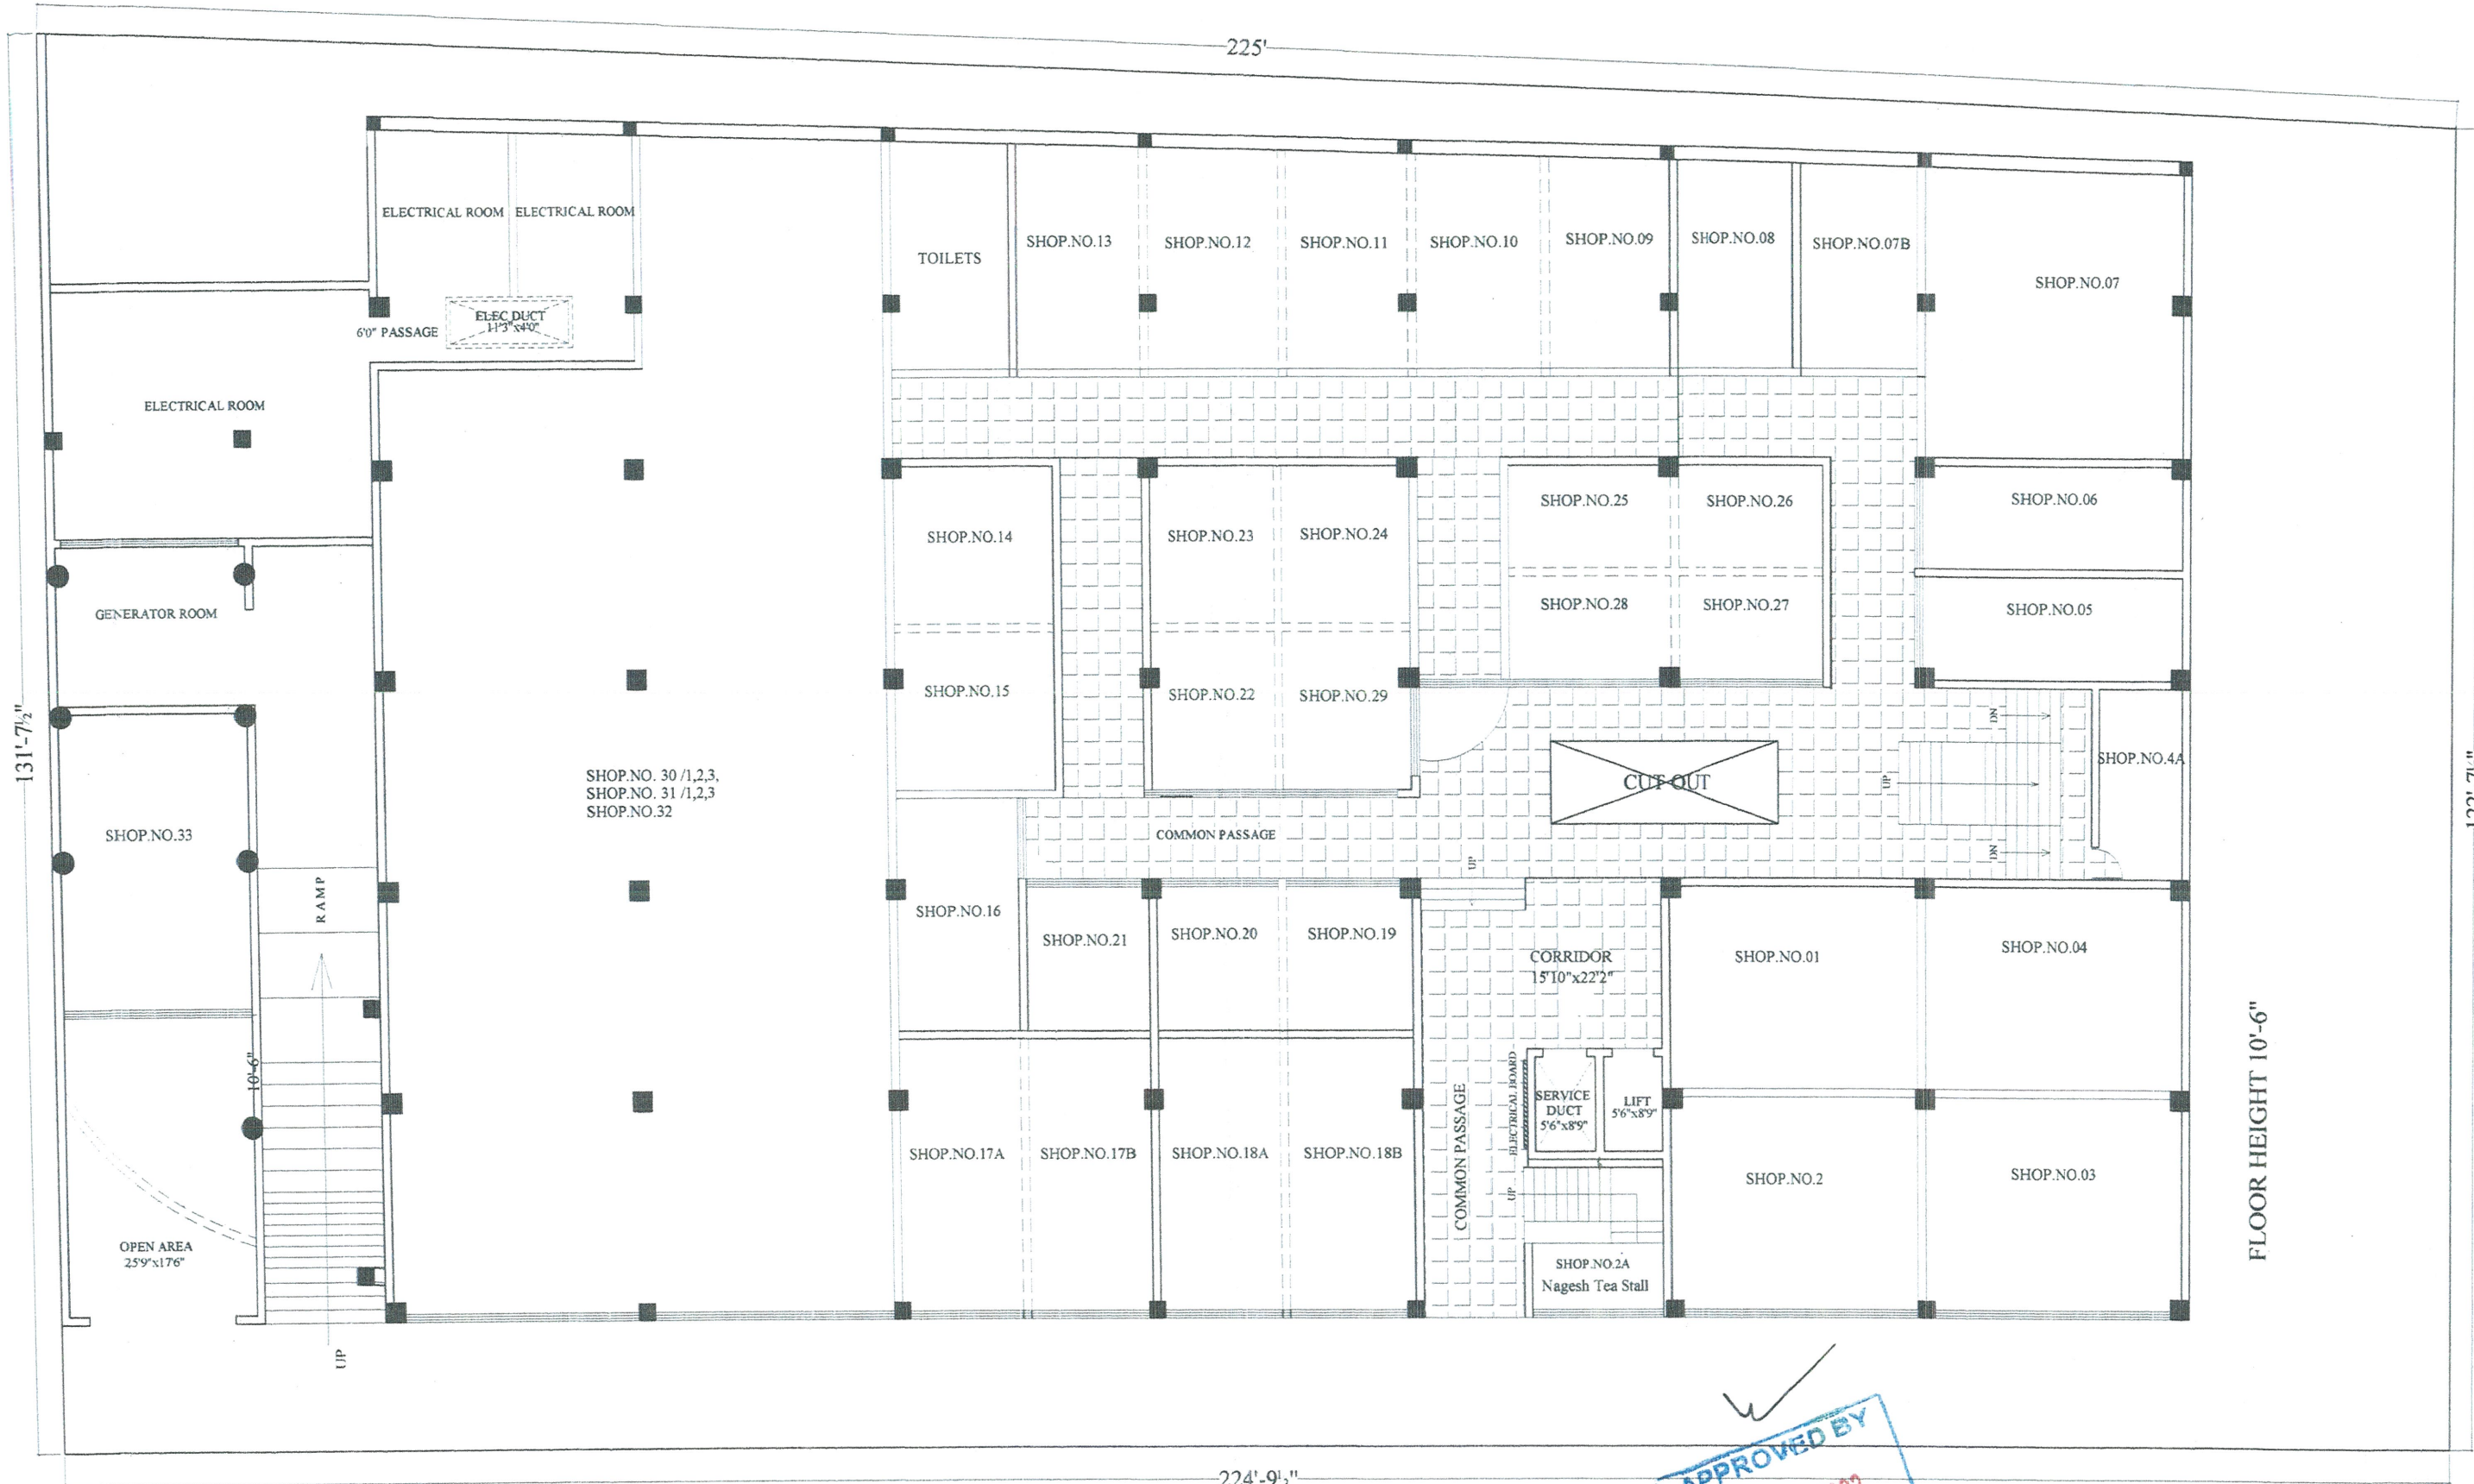 225'
ELECTRICAL ROOM
ELECTRICAL ROOM
TOILETS
SHOP.NO.13
SHOP.NO.12
SHOP.NO.11
SHOP.NO.10
SHOP.NO.09
SHOP.NO.08
SHOP.NO.07B
SHOP.NO.07
ELEC DUCT
11'3"x4'0"
6'0" PASSAGE
ELECTRICAL ROOM
SHOP.NO.14
SHOP.NO.23
SHOP.NO.24
SHOP.NO.25
SHOP.NO.26
SHOP.NO.06
GENERATOR ROOM
SHOP.NO.28
SHOP.NO.27
SHOP.NO.05
SHOP.NO.15
SHOP.NO.22
SHOP.NO.29
DN
131'-7½"
SHOP.NO. 30 /1,2,3,
SHOP.NO. 31 /1,2,3
SHOP.NO.32
CUT OUT
UP
SHOP.NO.4A
SHOP.NO.33
COMMON PASSAGE
UP
DN
RAMP
SHOP.NO.16
SHOP.NO.21
SHOP.NO.20
SHOP.NO.19
CORRIDOR
15'10"x22'2"
SHOP.NO.01
SHOP.NO.04
10'-6"
SHOP.NO.17A
SHOP.NO.17B
SHOP.NO.18A
SHOP.NO.18B
COMMON PASSAGE
ELECTRICAL BOARD
SERVICE
DUCT
5'6"x8'9"
LIFT
5'6"x8'9"
UP
SHOP.NO.2
SHOP.NO.03
FLOOR HEIGHT 10'-6"
OPEN AREA
25'9"x17'6"
SHOP.NO.2A
Nagesh Tea Stall
UP
APPROVED BY
224'-9½"